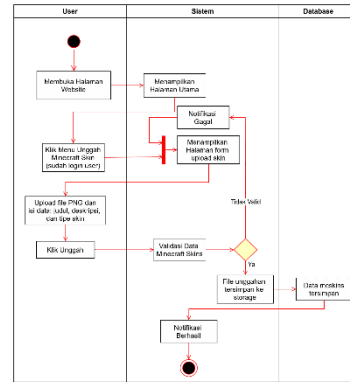 User
Sistem
Database
Membuka Halaman
Website
Menampilkan
Halaman Utama
Notifikasi
Gagal
Klik Menu Unggah
Minecraft Skin
(sudah login user)
Menampilkan
Halaman form
upload skin
Upload file PNG dan
isi data: judul, deskripsi,
dan tipe skin
Tidak Valid
Klik Unggah
Validasi Data
Minecraft Skins
Ya
File unggahan
tersimpan ke
storage
Data mcskins
tersimpan
Notifikasi
Berhasil